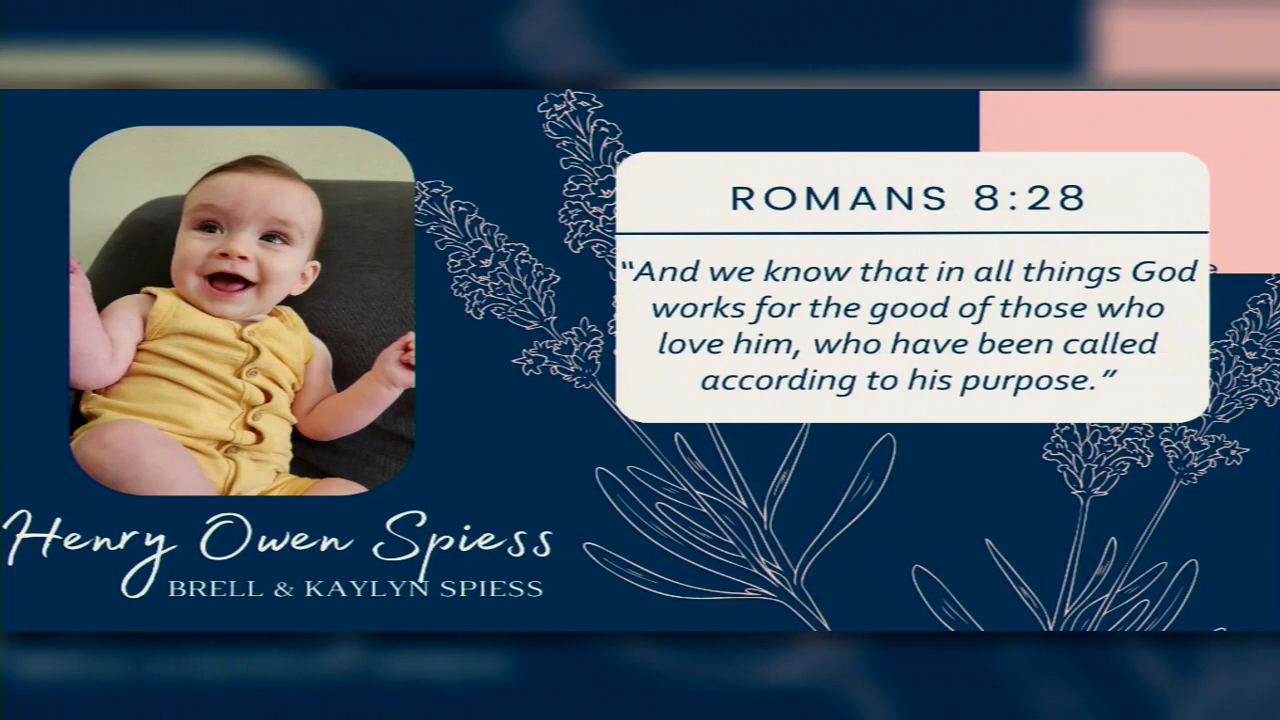 Henry Owen Spiess
BRELL & KAYLYN SPIESS
ROMANS 8:28
“And we know that in all things God
works for the good of those who
love him, who have been called
according to his purpose.”